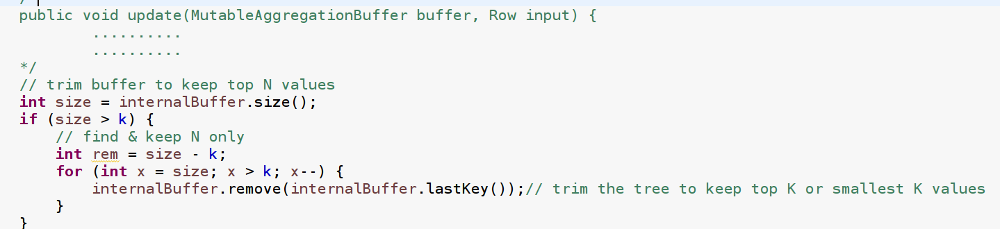 public void update(MutableAggregationBuffer buffer, Row input) {
..........
..........
*/
// trim buffer to keep top N values
int size = internalBuffer.size();
if (size > k) {
// find & keep N only
int rem = size - k;
for (int x = size; x > k; x--) {
internalBuffer.remove(internalBuffer.lastKey());// trim the tree to keep top K or smallest K values
}
}